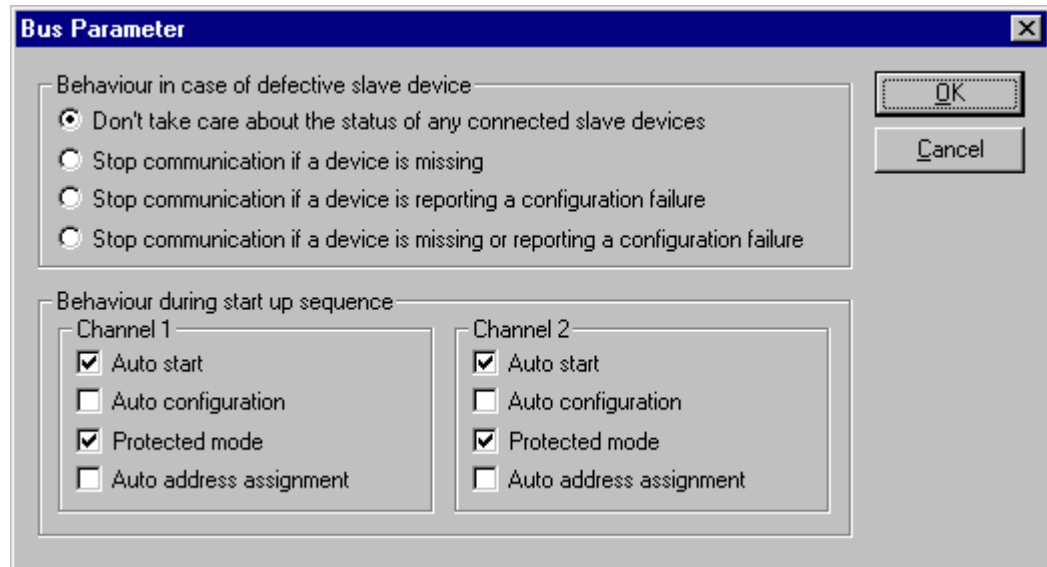 Bus Parameter
Behaviour in case of defective slave device
Don't take care about the status of any connected slave devices
Stop communication if a device is missing
Stop communication if a device is reporting a configuration failure
Stop communication if a device is missing or reporting a configuration failure
OK
Cancel
Behaviour during start up sequence
Channel 1
Auto start
Auto configuration
Protected mode
Auto address assignment
Channel 2
Auto start
Auto configuration
Protected mode
Auto address assignment